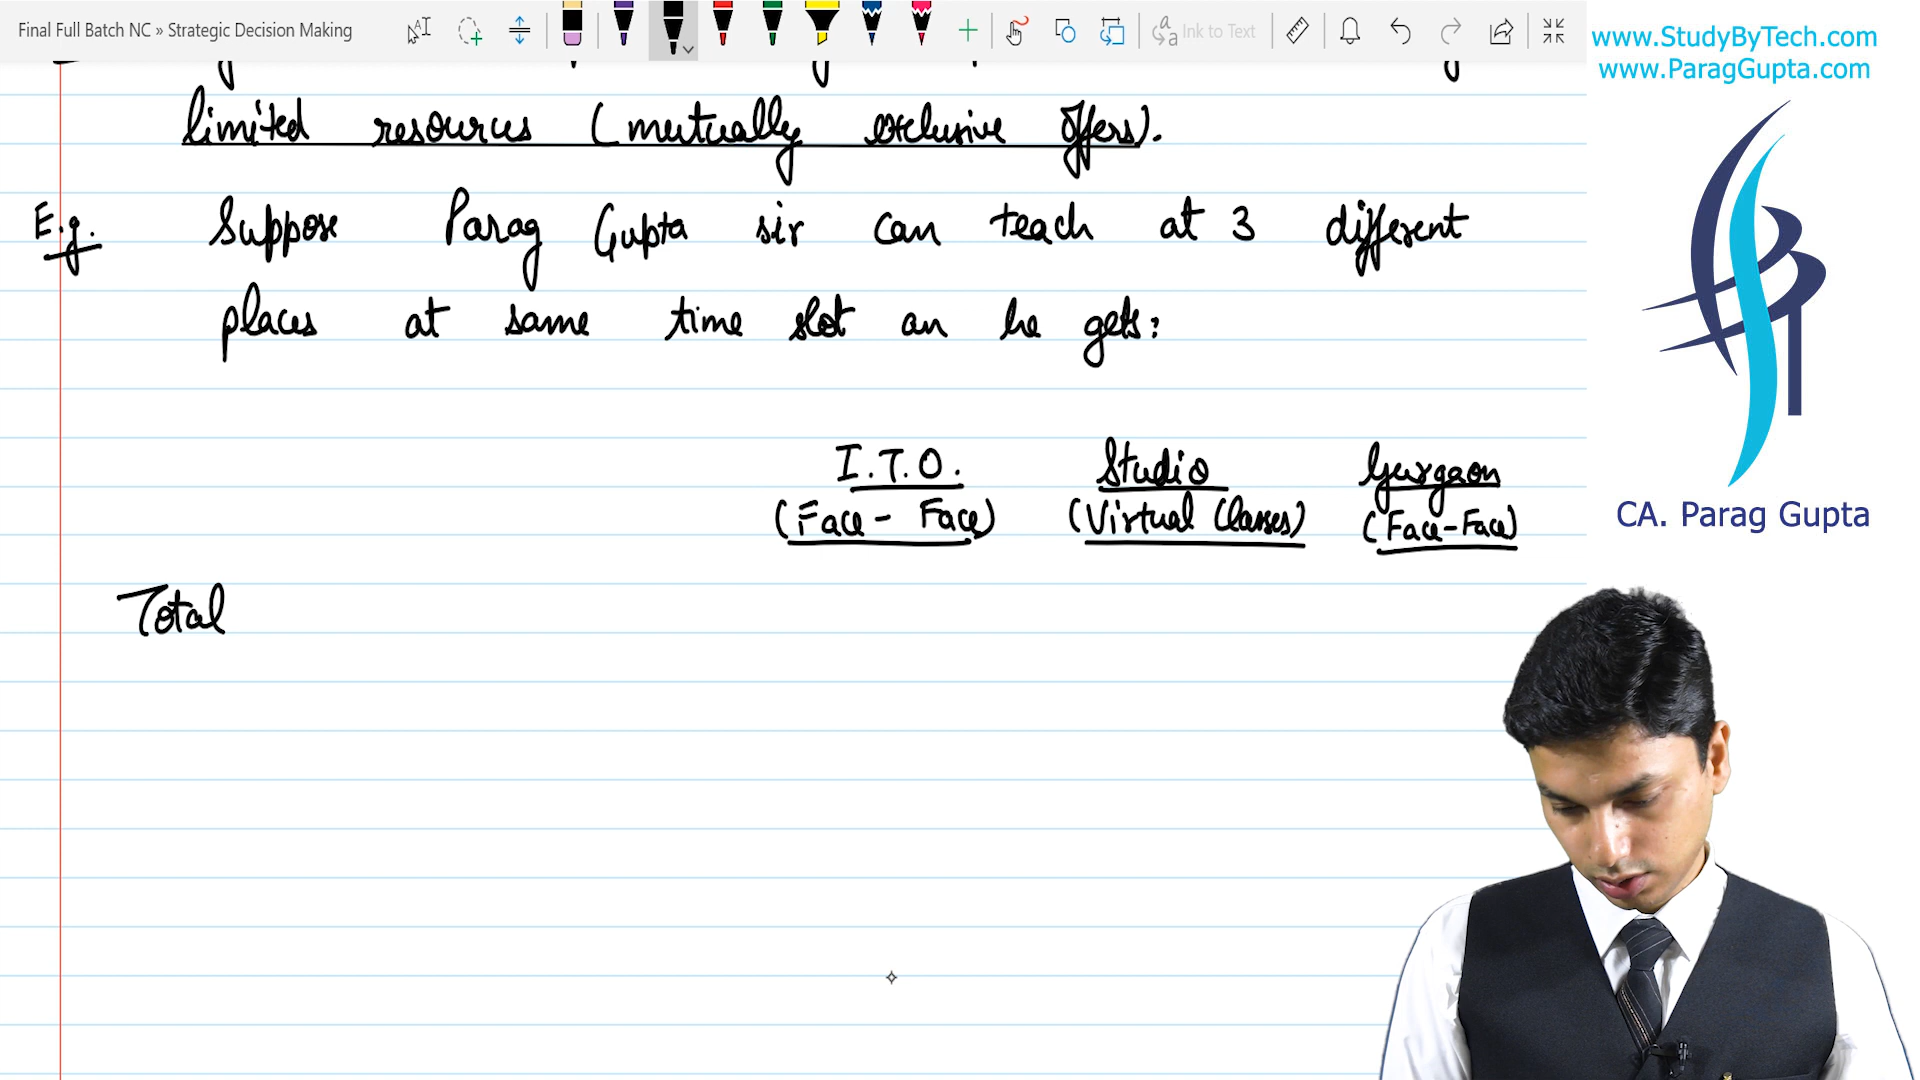 Final Full Batch NC » Strategic Decision Making
Ink to Text
www.StudyByTech.com
www.ParagGupta.com
limited resources (mutually exclusive offers).
E.g. Suppose Parag Gupta sir can teach at 3 different
places at same time slot an he gets:
I.T.O. Studio Gurgaon
(Face - Face) (Virtual Classes) (Face-Face)
CA. Parag Gupta
Total